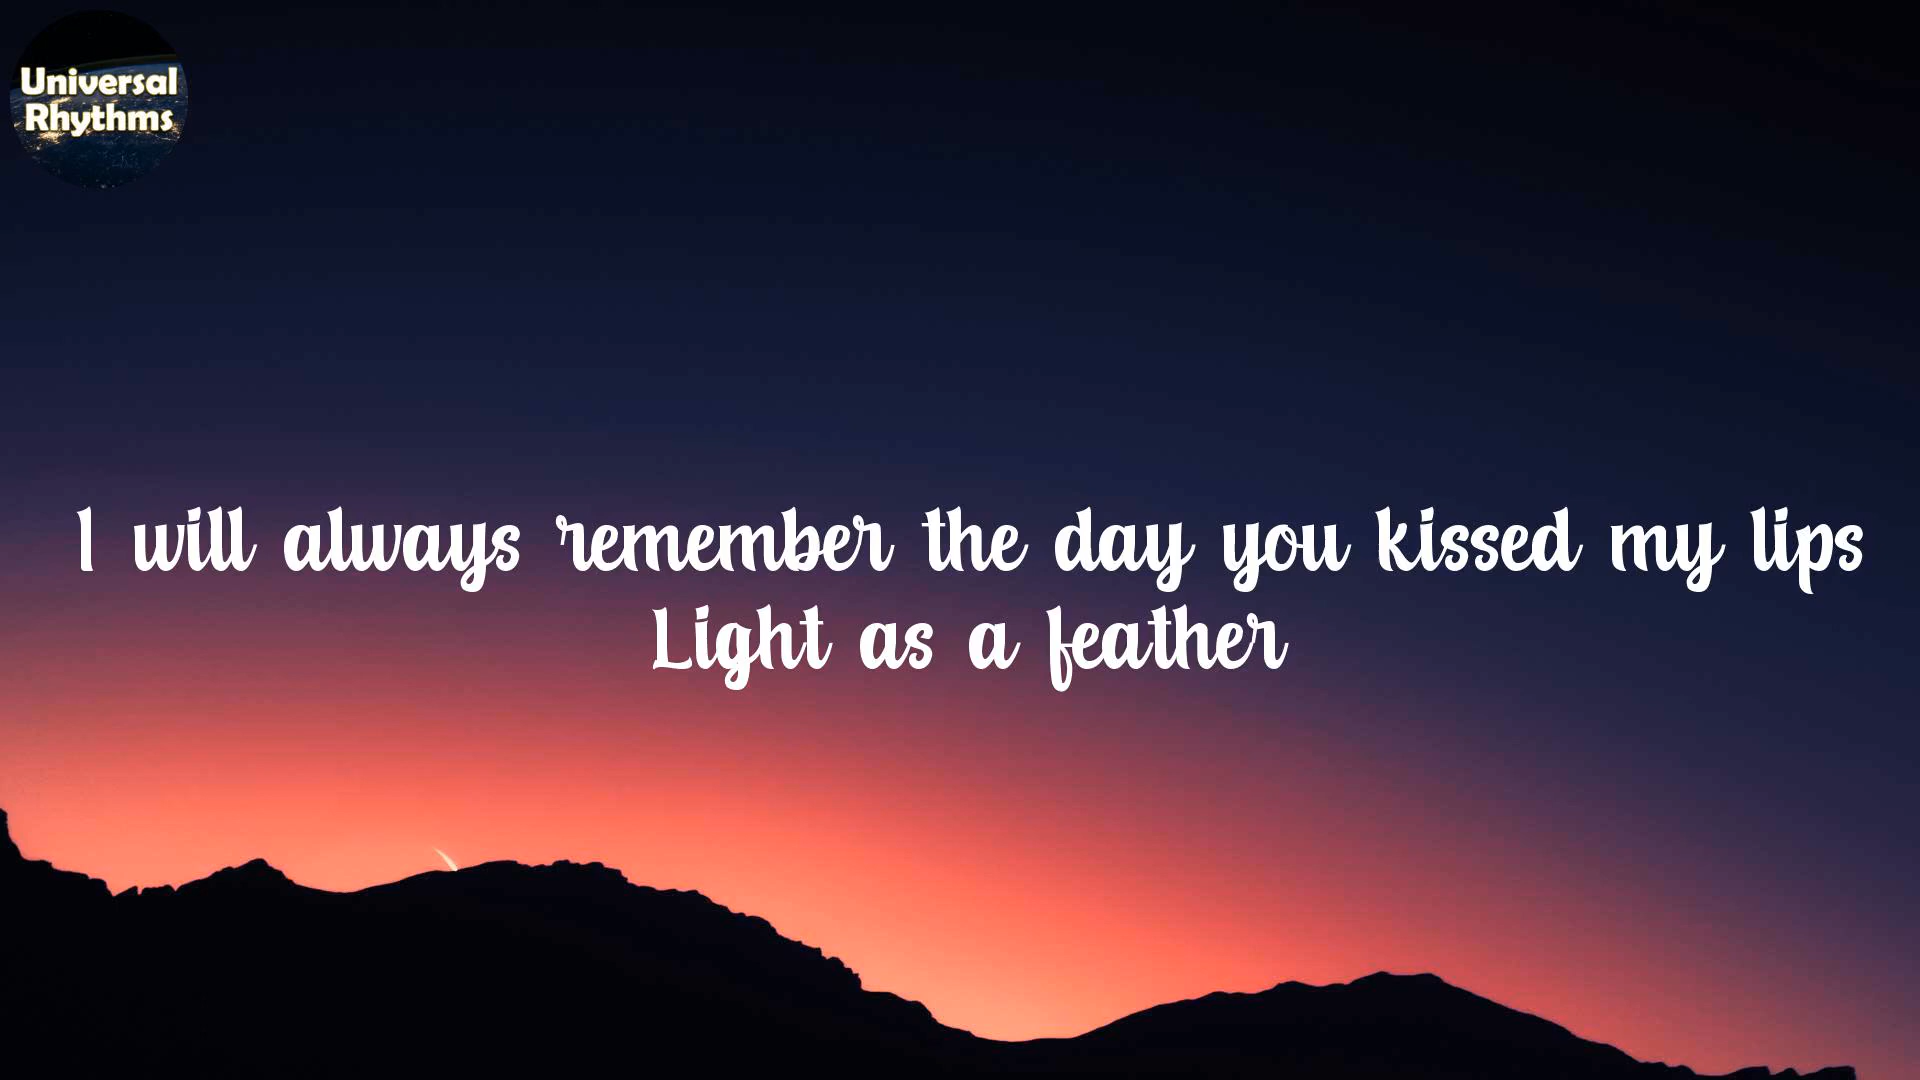 Universal
Rhythms
I will always remember the day you kissed my lips
Light as a feather